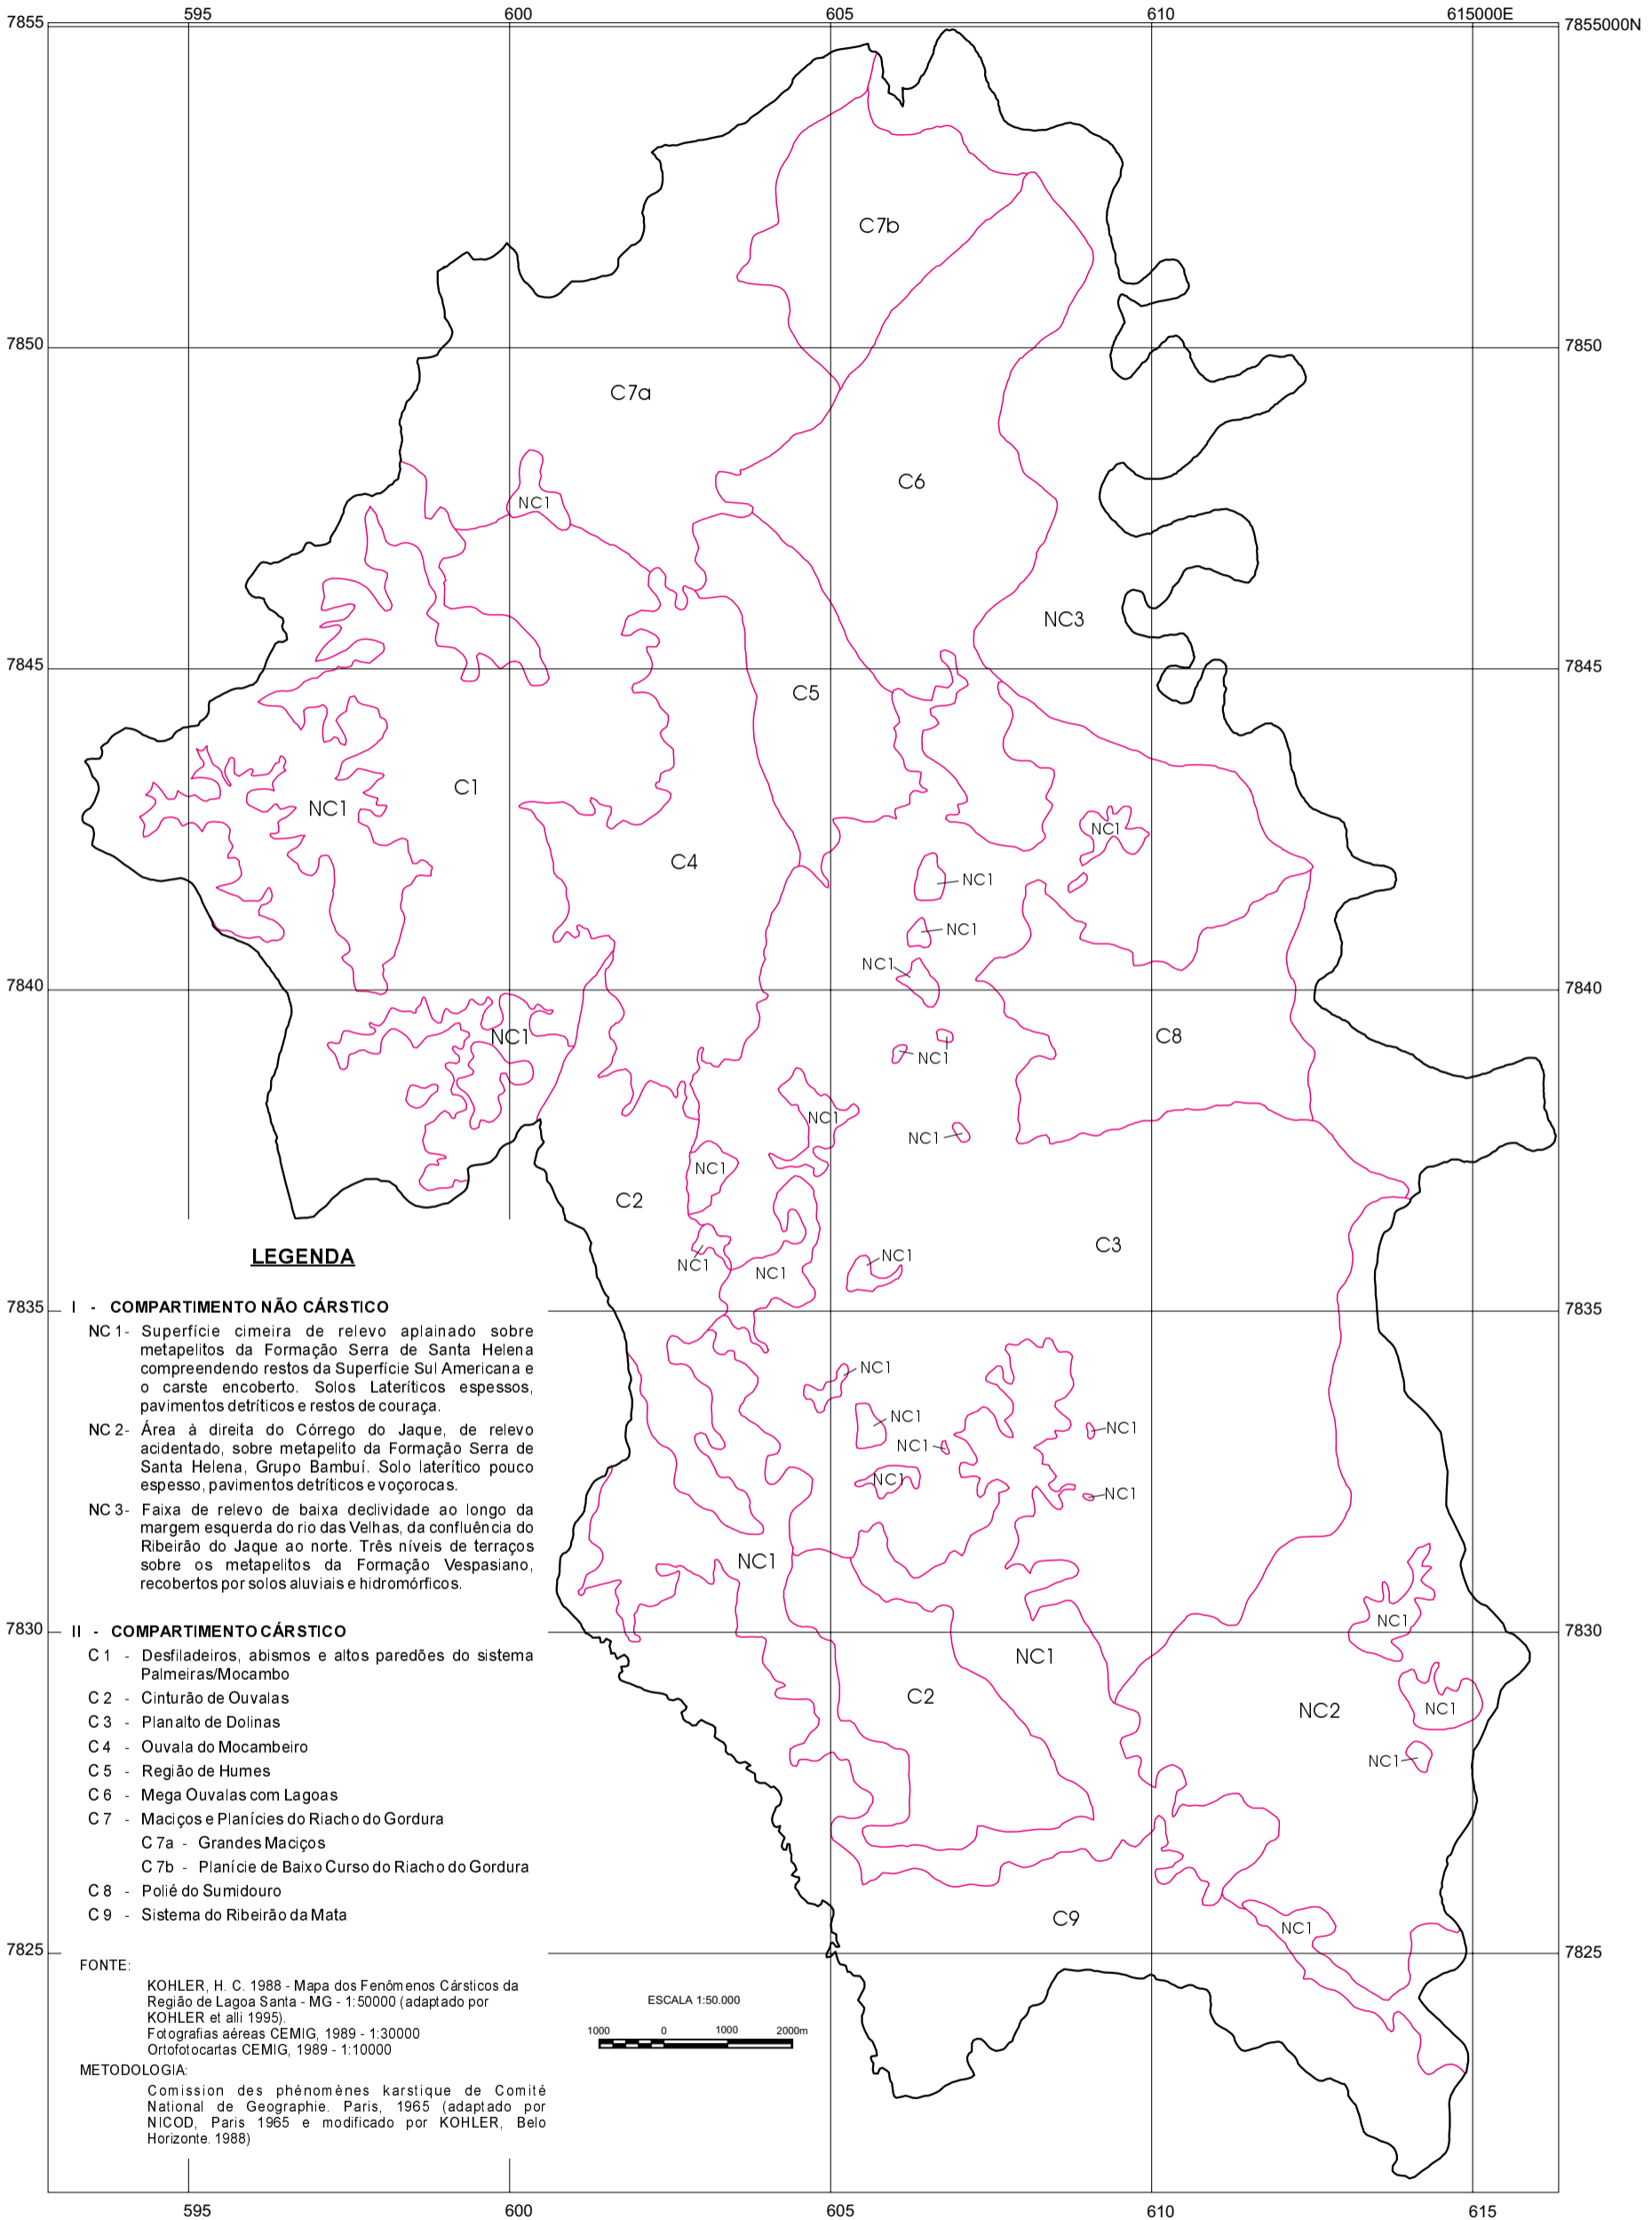 595 600 605 610 615000E
7855 7855000N
C7b
7850 7850
C7a
C6
NC1
NC3
7845 7845
C5
C1
NC1
NC1
C4
NC1
NC1
NC1
7840 7840
NC1
C8
NC1
NC1
NC1
NC1
C2
C3
NC1
NC1
NC1
LEGENDA
7835 7835
I - COMPARTIMENTO NÃO CÁRSTICO
NC 1- Superfície cimeira de relevo aplainado sobre
metapelitos da Formação Serra de Santa Helena
compreendendo restos da Superfície Sul Americana e
o carste encoberto. Solos Lateríticos espessos,
pavimentos detríticos e restos de couraça.
NC 2- Área à direita do Córrego do Jaque, de relevo
acidentado, sobre metapelito da Formação Serra de
Santa Helena, Grupo Bambuí. Solo laterítico pouco
espesso, pavimentos detríticos e voçorocas.
NC 3- Faixa de relevo de baixa declividade ao longo da
margem esquerda do rio das Velhas, da confluência do
Ribeirão do Jaque ao norte. Três níveis de terraços
sobre os metapelitos da Formação Vespasiano,
recobertos por solos aluviais e hidromórficos.
NC1
NC1
NC1
NC1
NC1
NC1
NC1
NC1
7830 7830
NC1
NC1
C2
NC2
NC1
NC1
II - COMPARTIMENTO CÁRSTICO
C 1 - Desfiladeiros, abismos e altos paredões do sistema
Palmeiras/Mocambo
C 2 - Cinturão de Ouvalas
C 3 - Planalto de Dolinas
C 4 - Ouvala do Mocambeiro
C 5 - Região de Humes
C 6 - Mega Ouvalas com Lagoas
C 7 - Maciços e Planícies do Riacho do Gordura
C 7a - Grandes Maciços
C 7b - Planície de Baixo Curso do Riacho do Gordura
C 8 - Polié do Sumidouro
C 9 - Sistema do Ribeirão da Mata
C9
NC1
7825 7825
FONTE:
KOHLER, H. C. 1988 - Mapa dos Fenômenos Cársticos da
Região de Lagoa Santa - MG - 1:50000 (adaptado por
KOHLER et alli 1995).
Fotografias aéreas CEMIG, 1989 - 1:30000
Ortofotocartas CEMIG, 1989 - 1:10000
METODOLOGIA:
Comission des phénomènes karstique de Comité
National de Geographie. Paris, 1965 (adaptado por
NICOD, Paris 1965 e modificado por KOHLER, Belo
Horizonte. 1988)
ESCALA 1:50.000
1000 0 1000 2000m
595 600 605 610 615